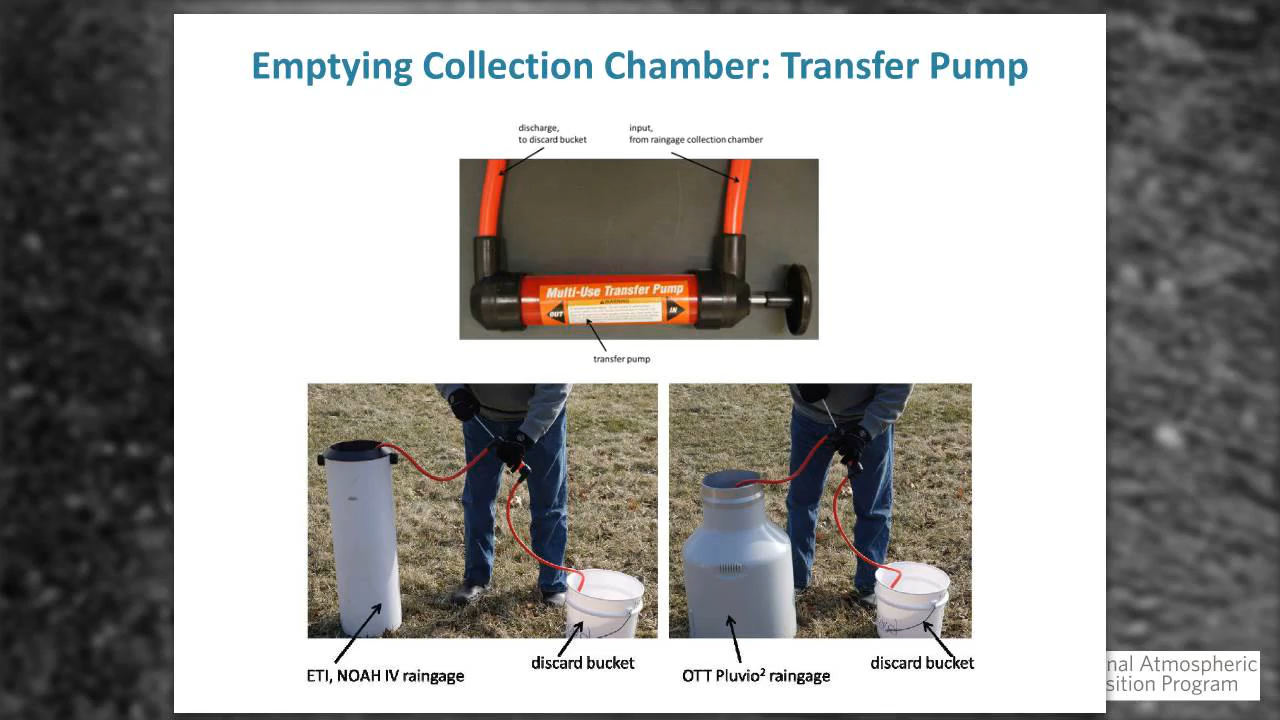 Emptying Collection Chamber: Transfer Pump
discharge,
to discard bucket
input,
from raingage collection chamber
Multi-Use Transfer Pump
WARNING
OUT
IN
transfer pump
ETI, NOAH IV raingage
discard bucket
OTT Pluvio² raingage
discard bucket
nal Atmospheric
sition Program